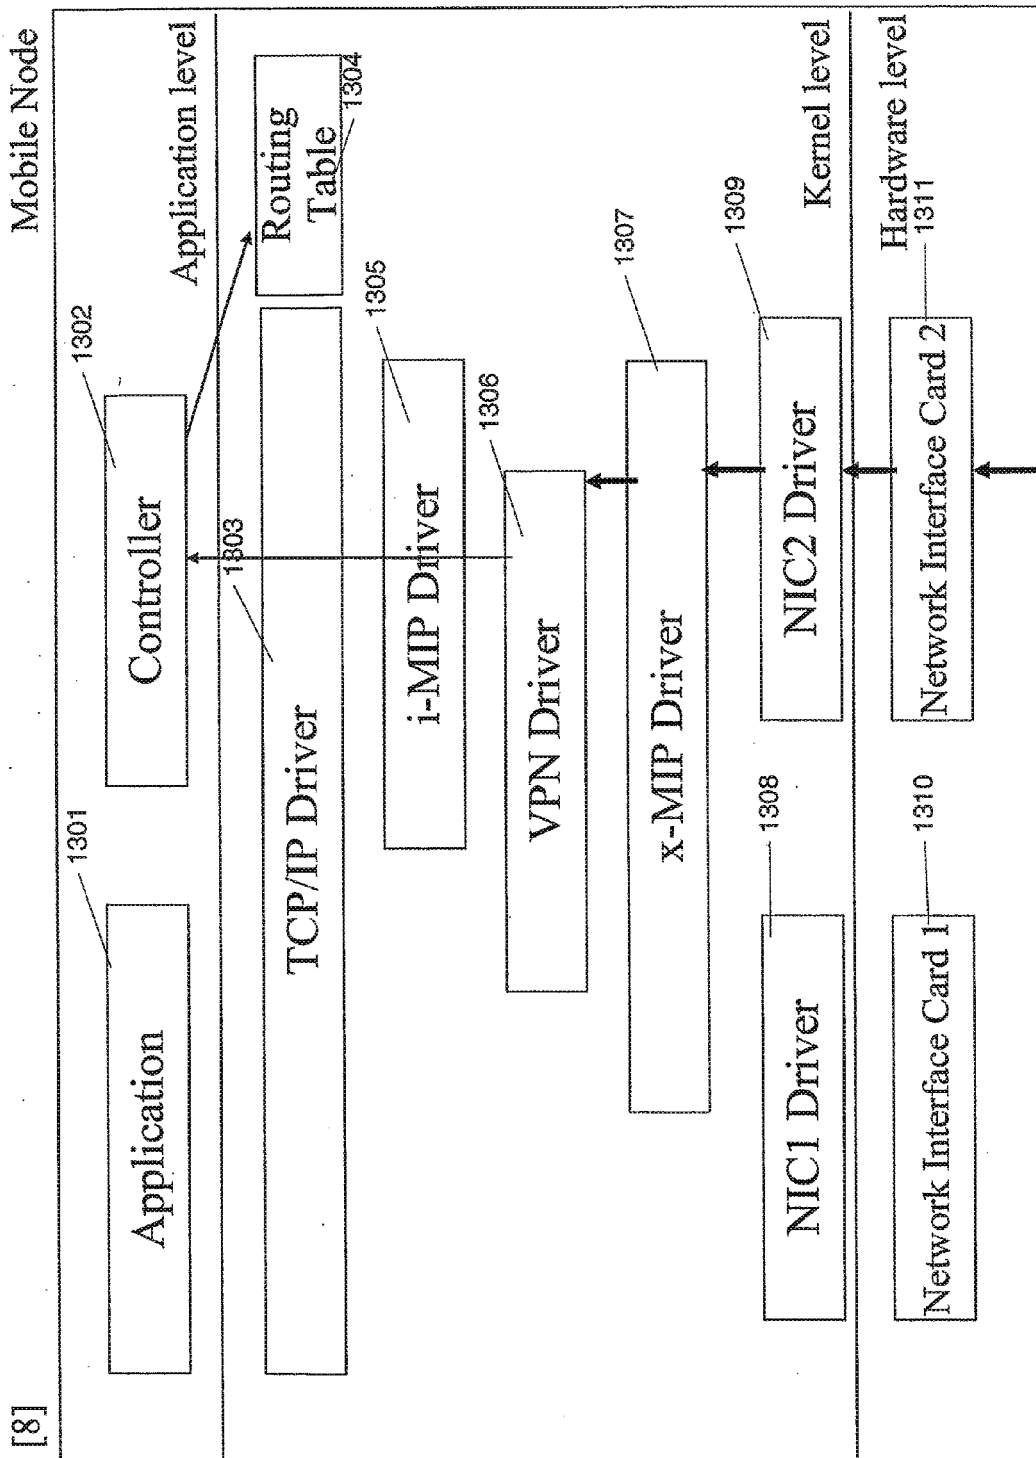 [8]
Mobile Node
Application level
1301
Application
1302
Controller
1303
TCP/IP Driver
Routing
Table
1304
1305
i-MIP Driver
1306
VPN Driver
1307
x-MIP Driver
1308
NIC1 Driver
1309
NIC2 Driver
Kernel level
Hardware level
1310
Network Interface Card 1
1311
Network Interface Card 2